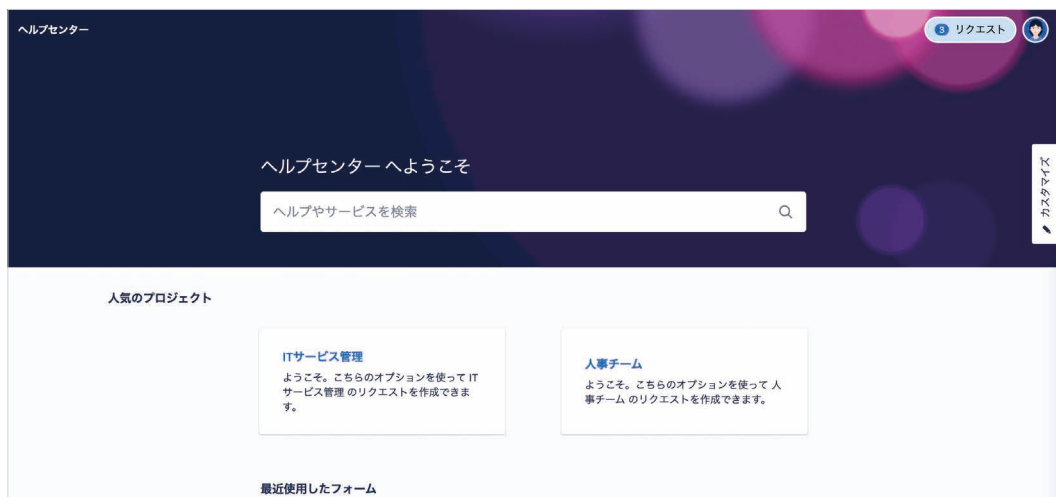 ヘルプセンター
3 リクエスト
ヘルプセンター へようこそ
ヘルプやサービスを検索
カスタマイズ
人気のプロジェクト
ITサービス管理
ようこそ。こちらのオプションを使って IT
サービス管理 のリクエストを作成できま
す。
人事チーム
ようこそ。こちらのオプションを使って 人
事チーム のリクエストを作成できます。
最近使用したフォーム